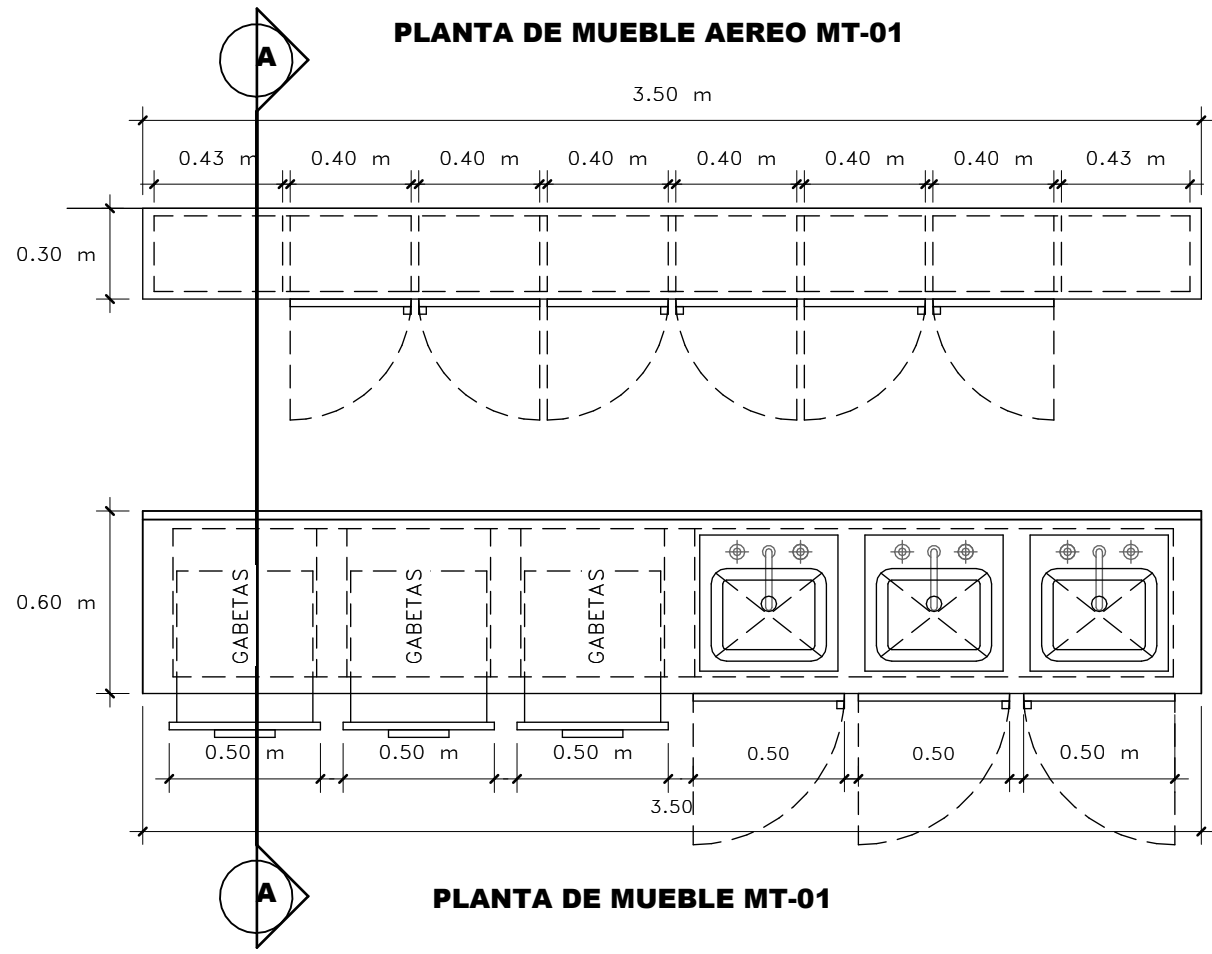 PLANTA DE MUEBLE AEREO MT-01
A
3.50 m
0.43 m
0.40 m
0.40 m
0.40 m
0.40 m
0.40 m
0.40 m
0.43 m
0.30 m
0.60 m
GABETAS
GABETAS
GABETAS
0.50 m
0.50 m
0.50 m
0.50
0.50
0.50 m
3.50
A
PLANTA DE MUEBLE MT-01